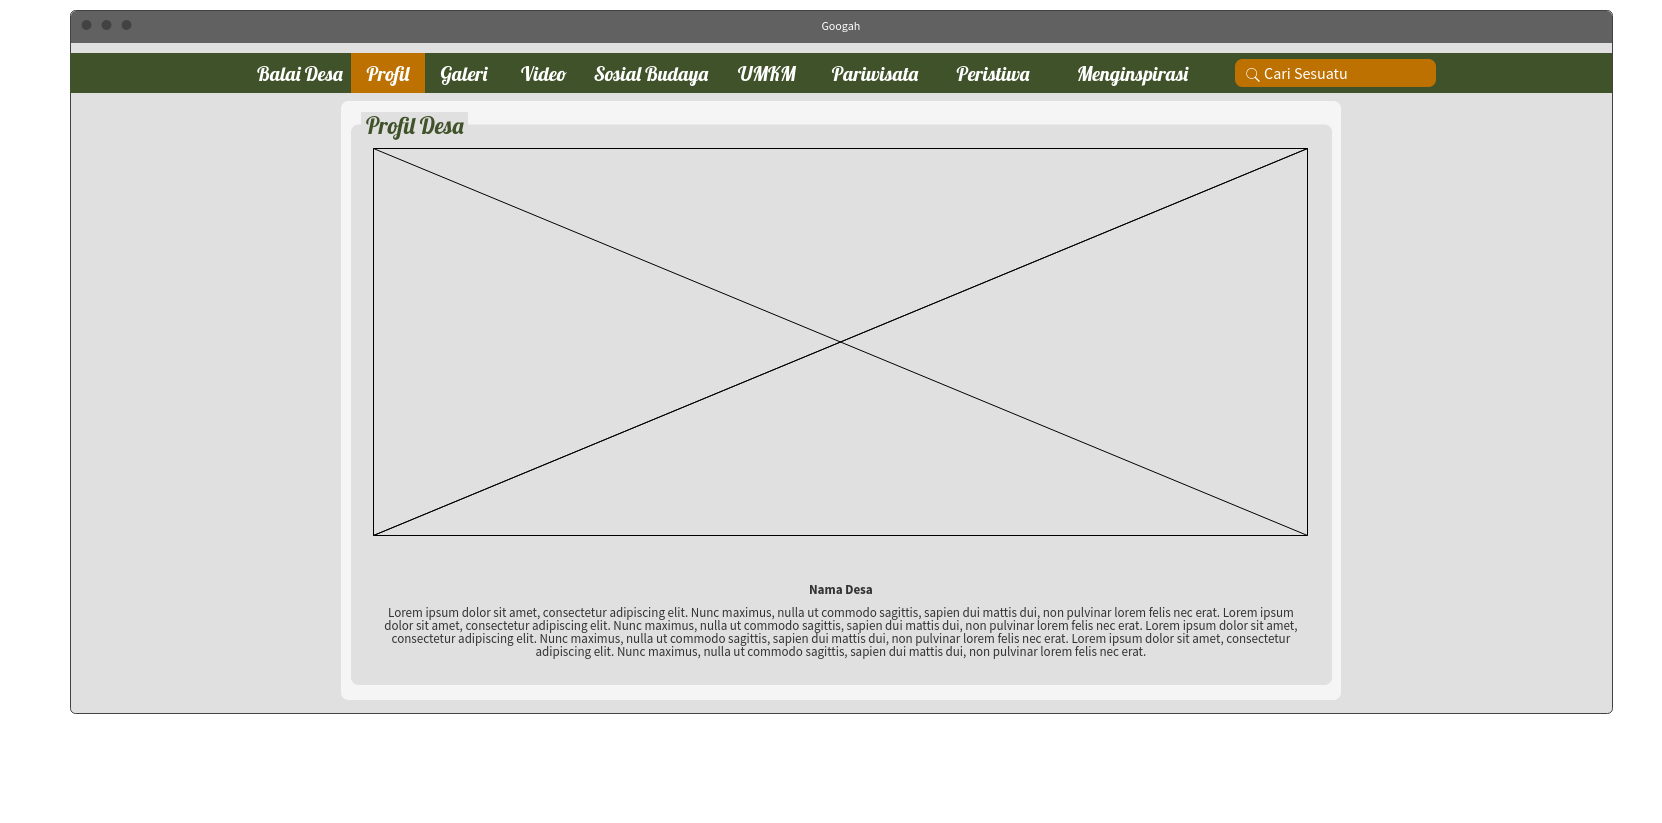 Googah
Balai Desa Profil Galeri Video Sosial Budaya UMKM Pariwisata Peristiwa Menginspirasi Cari Sesuatu
Profil Desa
Nama Desa
Lorem ipsum dolor sit amet, consectetur adipiscing elit. Nunc maximus, nulla ut commodo sagittis, sapien dui mattis dui, non pulvinar lorem felis nec erat. Lorem ipsum
dolor sit amet, consectetur adipiscing elit. Nunc maximus, nulla ut commodo sagittis, sapien dui mattis dui, non pulvinar lorem felis nec erat. Lorem ipsum dolor sit amet,
consectetur adipiscing elit. Nunc maximus, nulla ut commodo sagittis, sapien dui mattis dui, non pulvinar lorem felis nec erat. Lorem ipsum dolor sit amet, consectetur
adipiscing elit. Nunc maximus, nulla ut commodo sagittis, sapien dui mattis dui, non pulvinar lorem felis nec erat.